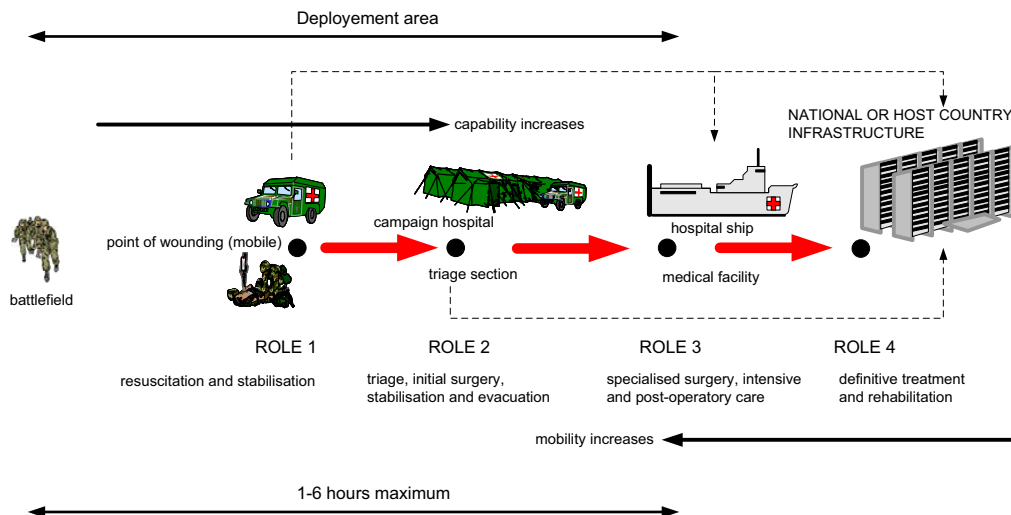 Deployement area
capability increases
NATIONAL OR HOST COUNTRY
INFRASTRUCTURE
campaign hospital
hospital ship
point of wounding (mobile)
triage section
medical facility
battlefield
ROLE 1
ROLE 2
ROLE 3
ROLE 4
resuscitation and stabilisation
triage, initial surgery,
stabilisation and evacuation
specialised surgery, intensive
and post-operatory care
definitive treatment
and rehabilitation
mobility increases
1-6 hours maximum